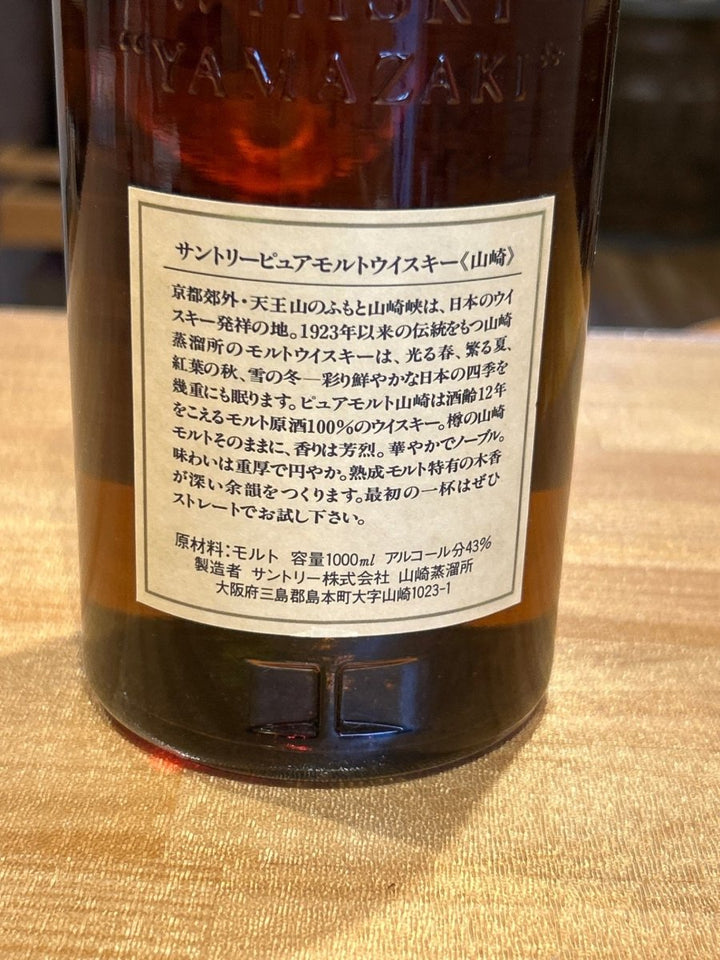 WHISKY
"YAMAZAKI"
サントリーピュアモルトウイスキー《山崎》
京都郊外・天王山のふもと山崎峡は、日本のウイ
スキー発祥の地。1923年以来の伝統をもつ山崎
蒸溜所のモルトウイスキーは、光る春、繁る夏、
紅葉の秋、雪の冬─彩り鮮やかな日本の四季を
幾重にも眠ります。ピュアモルト山崎は酒齢12年
をこえるモルト原酒100%のウイスキー。樽の山崎
モルトそのままに、香りは芳烈。華やかでノーブル。
味わいは重厚で円やか。熟成モルト特有の木香
が深い余韻をつくります。最初の一杯はぜひ
ストレートでお試し下さい。
原材料:モルト 容量1000ml アルコール分43%
製造者 サントリー株式会社 山崎蒸溜所
大阪府三島郡島本町大字山崎1023-1